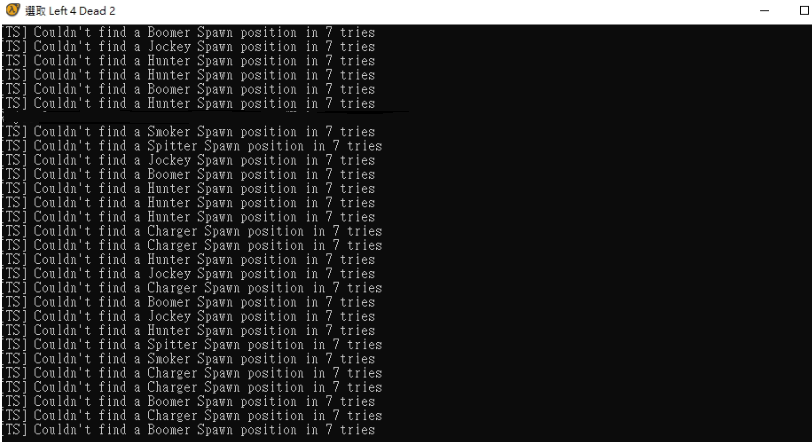 選取 Left 4 Dead 2
[TS] Couldn't find a Boomer Spawn position in 7 tries
[TS] Couldn't find a Jockey Spawn position in 7 tries
[TS] Couldn't find a Hunter Spawn position in 7 tries
[TS] Couldn't find a Hunter Spawn position in 7 tries
[TS] Couldn't find a Boomer Spawn position in 7 tries
[TS] Couldn't find a Hunter Spawn position in 7 tries
[TS] Couldn't find a Smoker Spawn position in 7 tries
[TS] Couldn't find a Spitter Spawn position in 7 tries
[TS] Couldn't find a Jockey Spawn position in 7 tries
[TS] Couldn't find a Boomer Spawn position in 7 tries
[TS] Couldn't find a Hunter Spawn position in 7 tries
[TS] Couldn't find a Hunter Spawn position in 7 tries
[TS] Couldn't find a Hunter Spawn position in 7 tries
[TS] Couldn't find a Charger Spawn position in 7 tries
[TS] Couldn't find a Charger Spawn position in 7 tries
[TS] Couldn't find a Hunter Spawn position in 7 tries
[TS] Couldn't find a Jockey Spawn position in 7 tries
[TS] Couldn't find a Charger Spawn position in 7 tries
[TS] Couldn't find a Boomer Spawn position in 7 tries
[TS] Couldn't find a Jockey Spawn position in 7 tries
[TS] Couldn't find a Hunter Spawn position in 7 tries
[TS] Couldn't find a Spitter Spawn position in 7 tries
[TS] Couldn't find a Smoker Spawn position in 7 tries
[TS] Couldn't find a Charger Spawn position in 7 tries
[TS] Couldn't find a Charger Spawn position in 7 tries
[TS] Couldn't find a Boomer Spawn position in 7 tries
[TS] Couldn't find a Charger Spawn position in 7 tries
[TS] Couldn't find a Boomer Spawn position in 7 tries